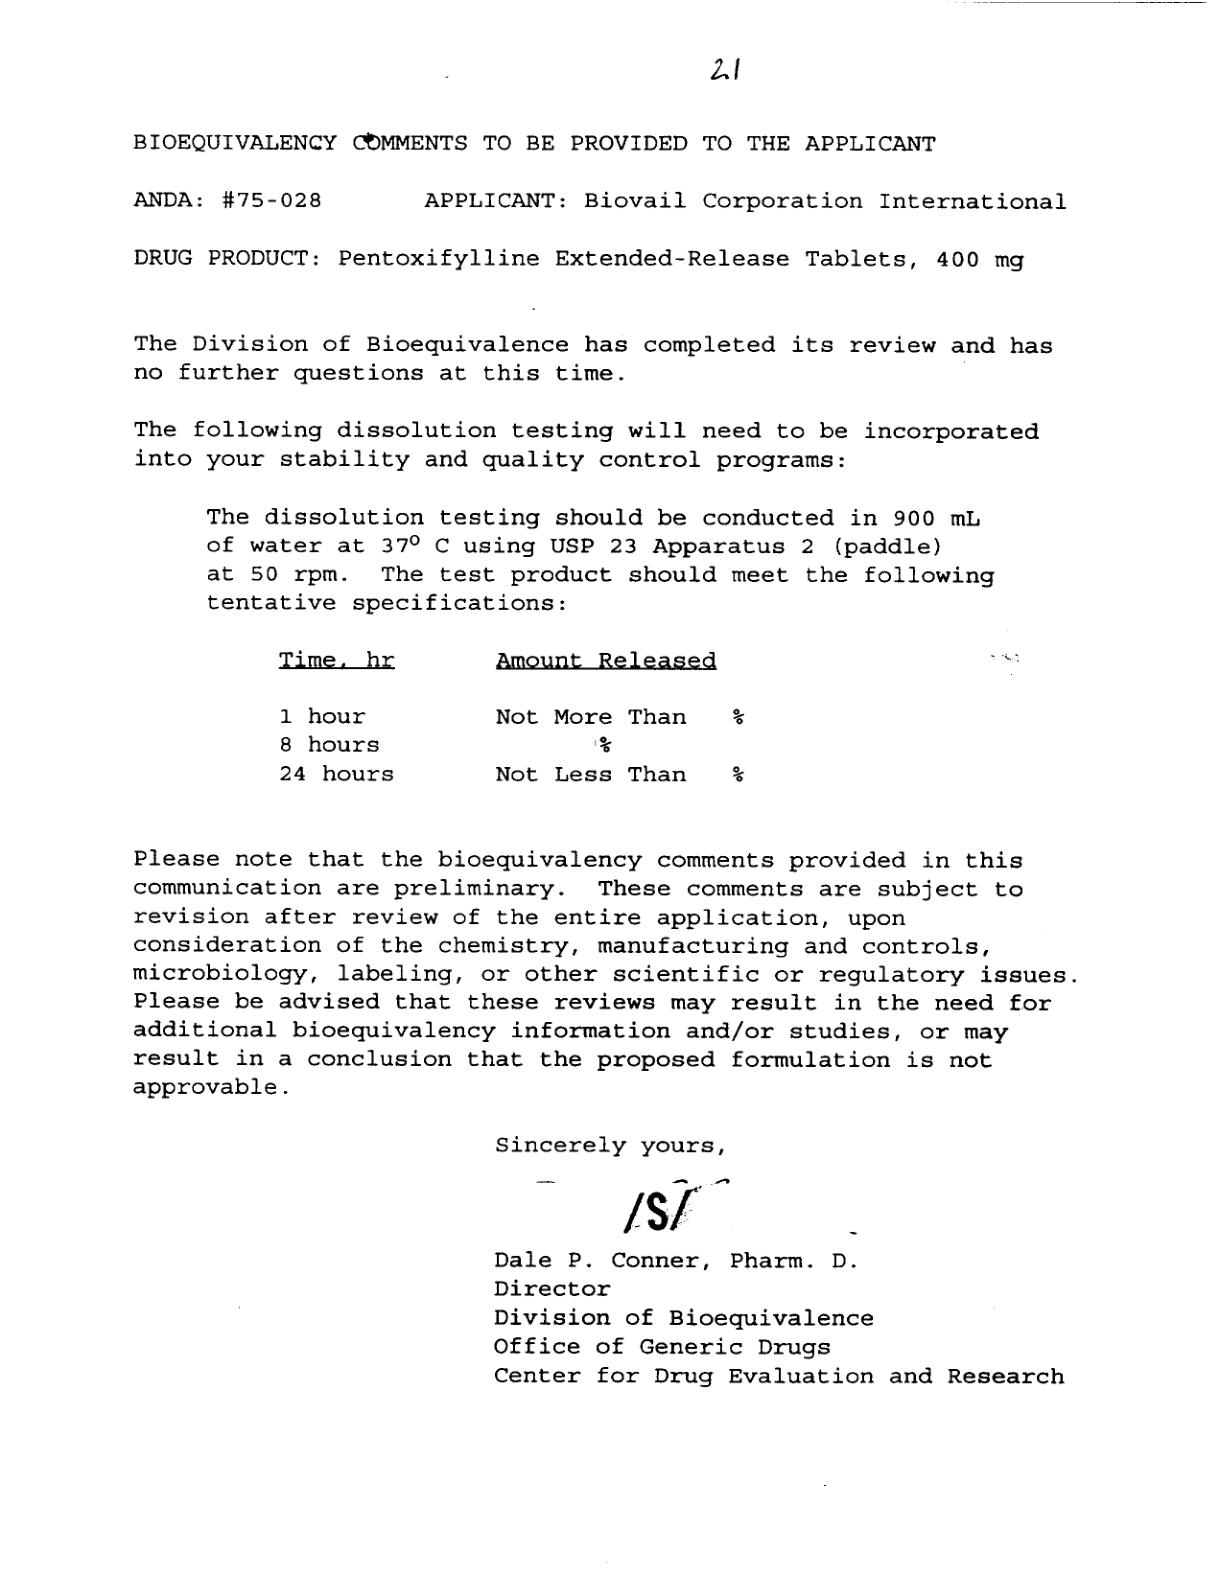 21
BIOEQUIVALENCY COMMENTS TO BE PROVIDED TO THE APPLICANT
ANDA: #75-028 APPLICANT: Biovail Corporation International
DRUG PRODUCT: Pentoxifylline Extended-Release Tablets, 400 mg
The Division of Bioequivalence has completed its review and has
no further questions at this time.
The following dissolution testing will need to be incorporated
into your stability and quality control programs:
The dissolution testing should be conducted in 900 mL
of water at 37º C using USP 23 Apparatus 2 (paddle)
at 50 rpm. The test product should meet the following
tentative specifications:
Time, hr Amount Released
1 hour Not More Than %
8 hours %
24 hours Not Less Than %
Please note that the bioequivalency comments provided in this
communication are preliminary. These comments are subject to
revision after review of the entire application, upon
consideration of the chemistry, manufacturing and controls,
microbiology, labeling, or other scientific or regulatory issues.
Please be advised that these reviews may result in the need for
additional bioequivalency information and/or studies, or may
result in a conclusion that the proposed formulation is not
approvable.
Sincerely yours,
/S/
Dale P. Conner, Pharm. D.
Director
Division of Bioequivalence
Office of Generic Drugs
Center for Drug Evaluation and Research